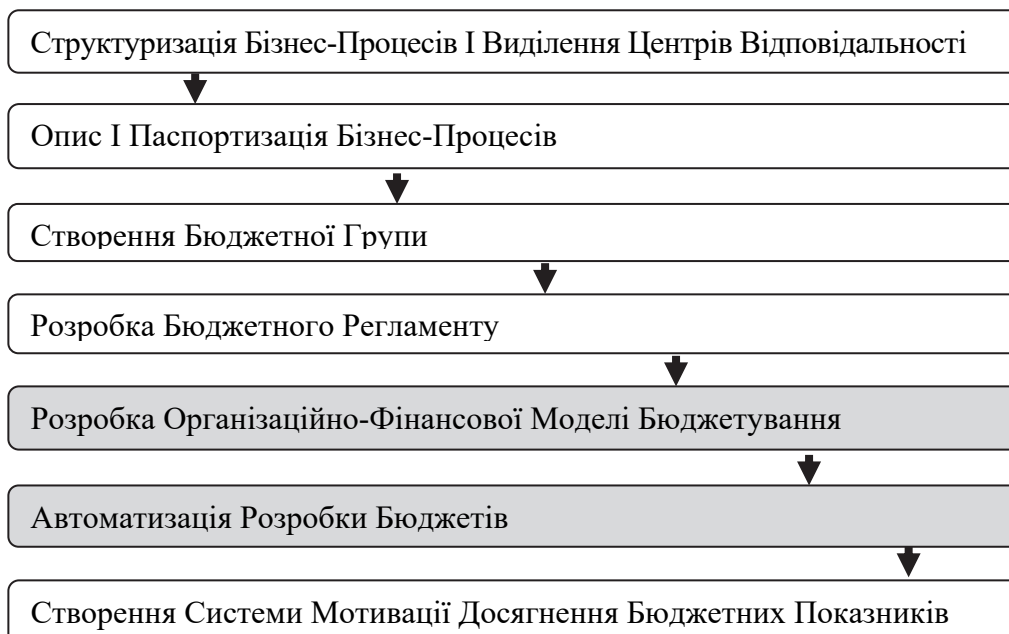 Структуризація Бізнес-Процесів І Виділення Центрів Відповідальності
Опис І Паспортизація Бізнес-Процесів
Створення Бюджетної Групи
Розробка Бюджетного Регламенту
Розробка Організаційно-Фінансової Моделі Бюджетування
Автоматизація Розробки Бюджетів
Створення Системи Мотивації Досягнення Бюджетних Показників